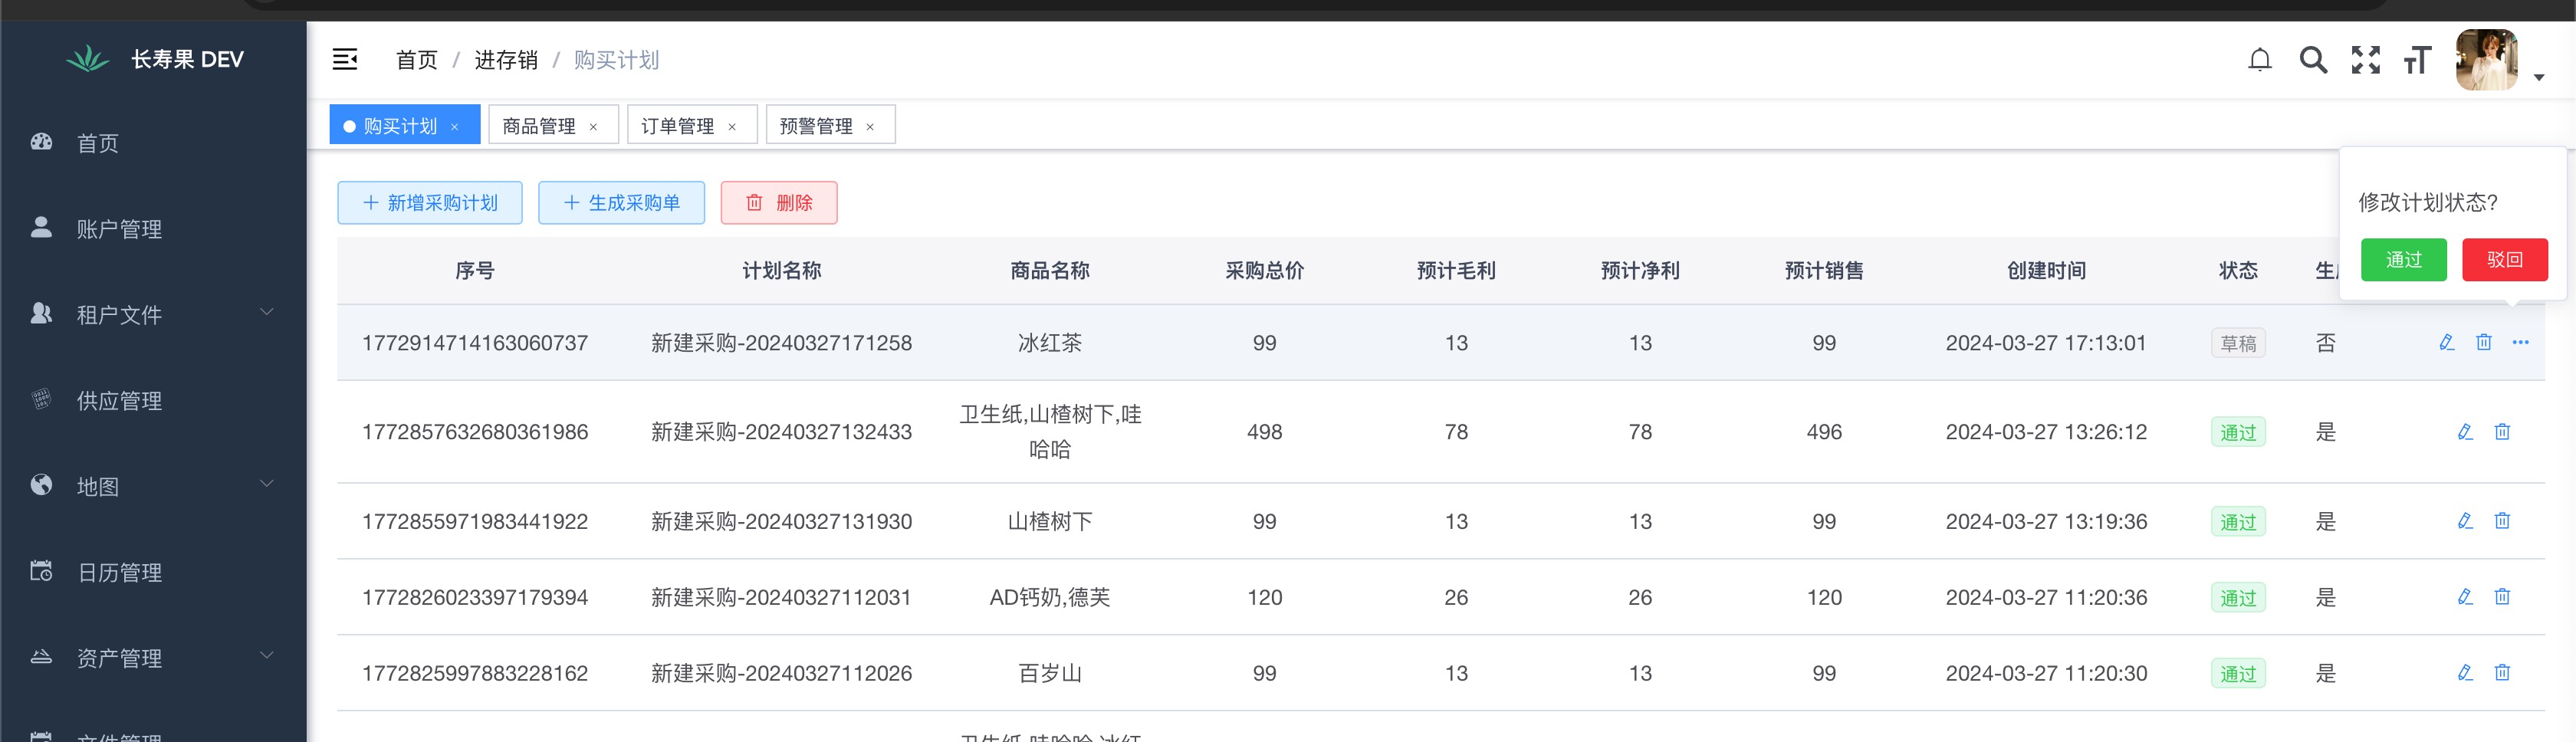 长寿果 DEV
首页 / 进存销 / 购买计划
首页
账户管理
租户文件
供应管理
地图
日历管理
资产管理
文件管理
购买计划 × 商品管理 × 订单管理 × 预警管理 ×
+ 新增采购计划 + 生成采购单 删除
修改计划状态?
通过 驳回
序号 计划名称 商品名称 采购总价 预计毛利 预计净利 预计销售 创建时间 状态 生
1772914714163060737 新建采购-20240327171258 冰红茶 99 13 13 99 2024-03-27 17:13:01 草稿 否
1772857632680361986 新建采购-20240327132433 卫生纸,山楂树下,哇 498 78 78 496 2024-03-27 13:26:12 通过 是
哈哈
1772855971983441922 新建采购-20240327131930 山楂树下 99 13 13 99 2024-03-27 13:19:36 通过 是
1772826023397179394 新建采购-20240327112031 AD钙奶,德芙 120 26 26 120 2024-03-27 11:20:36 通过 是
1772825997883228162 新建采购-20240327112026 百岁山 99 13 13 99 2024-03-27 11:20:30 通过 是
卫生纸,哇哈哈,冰红